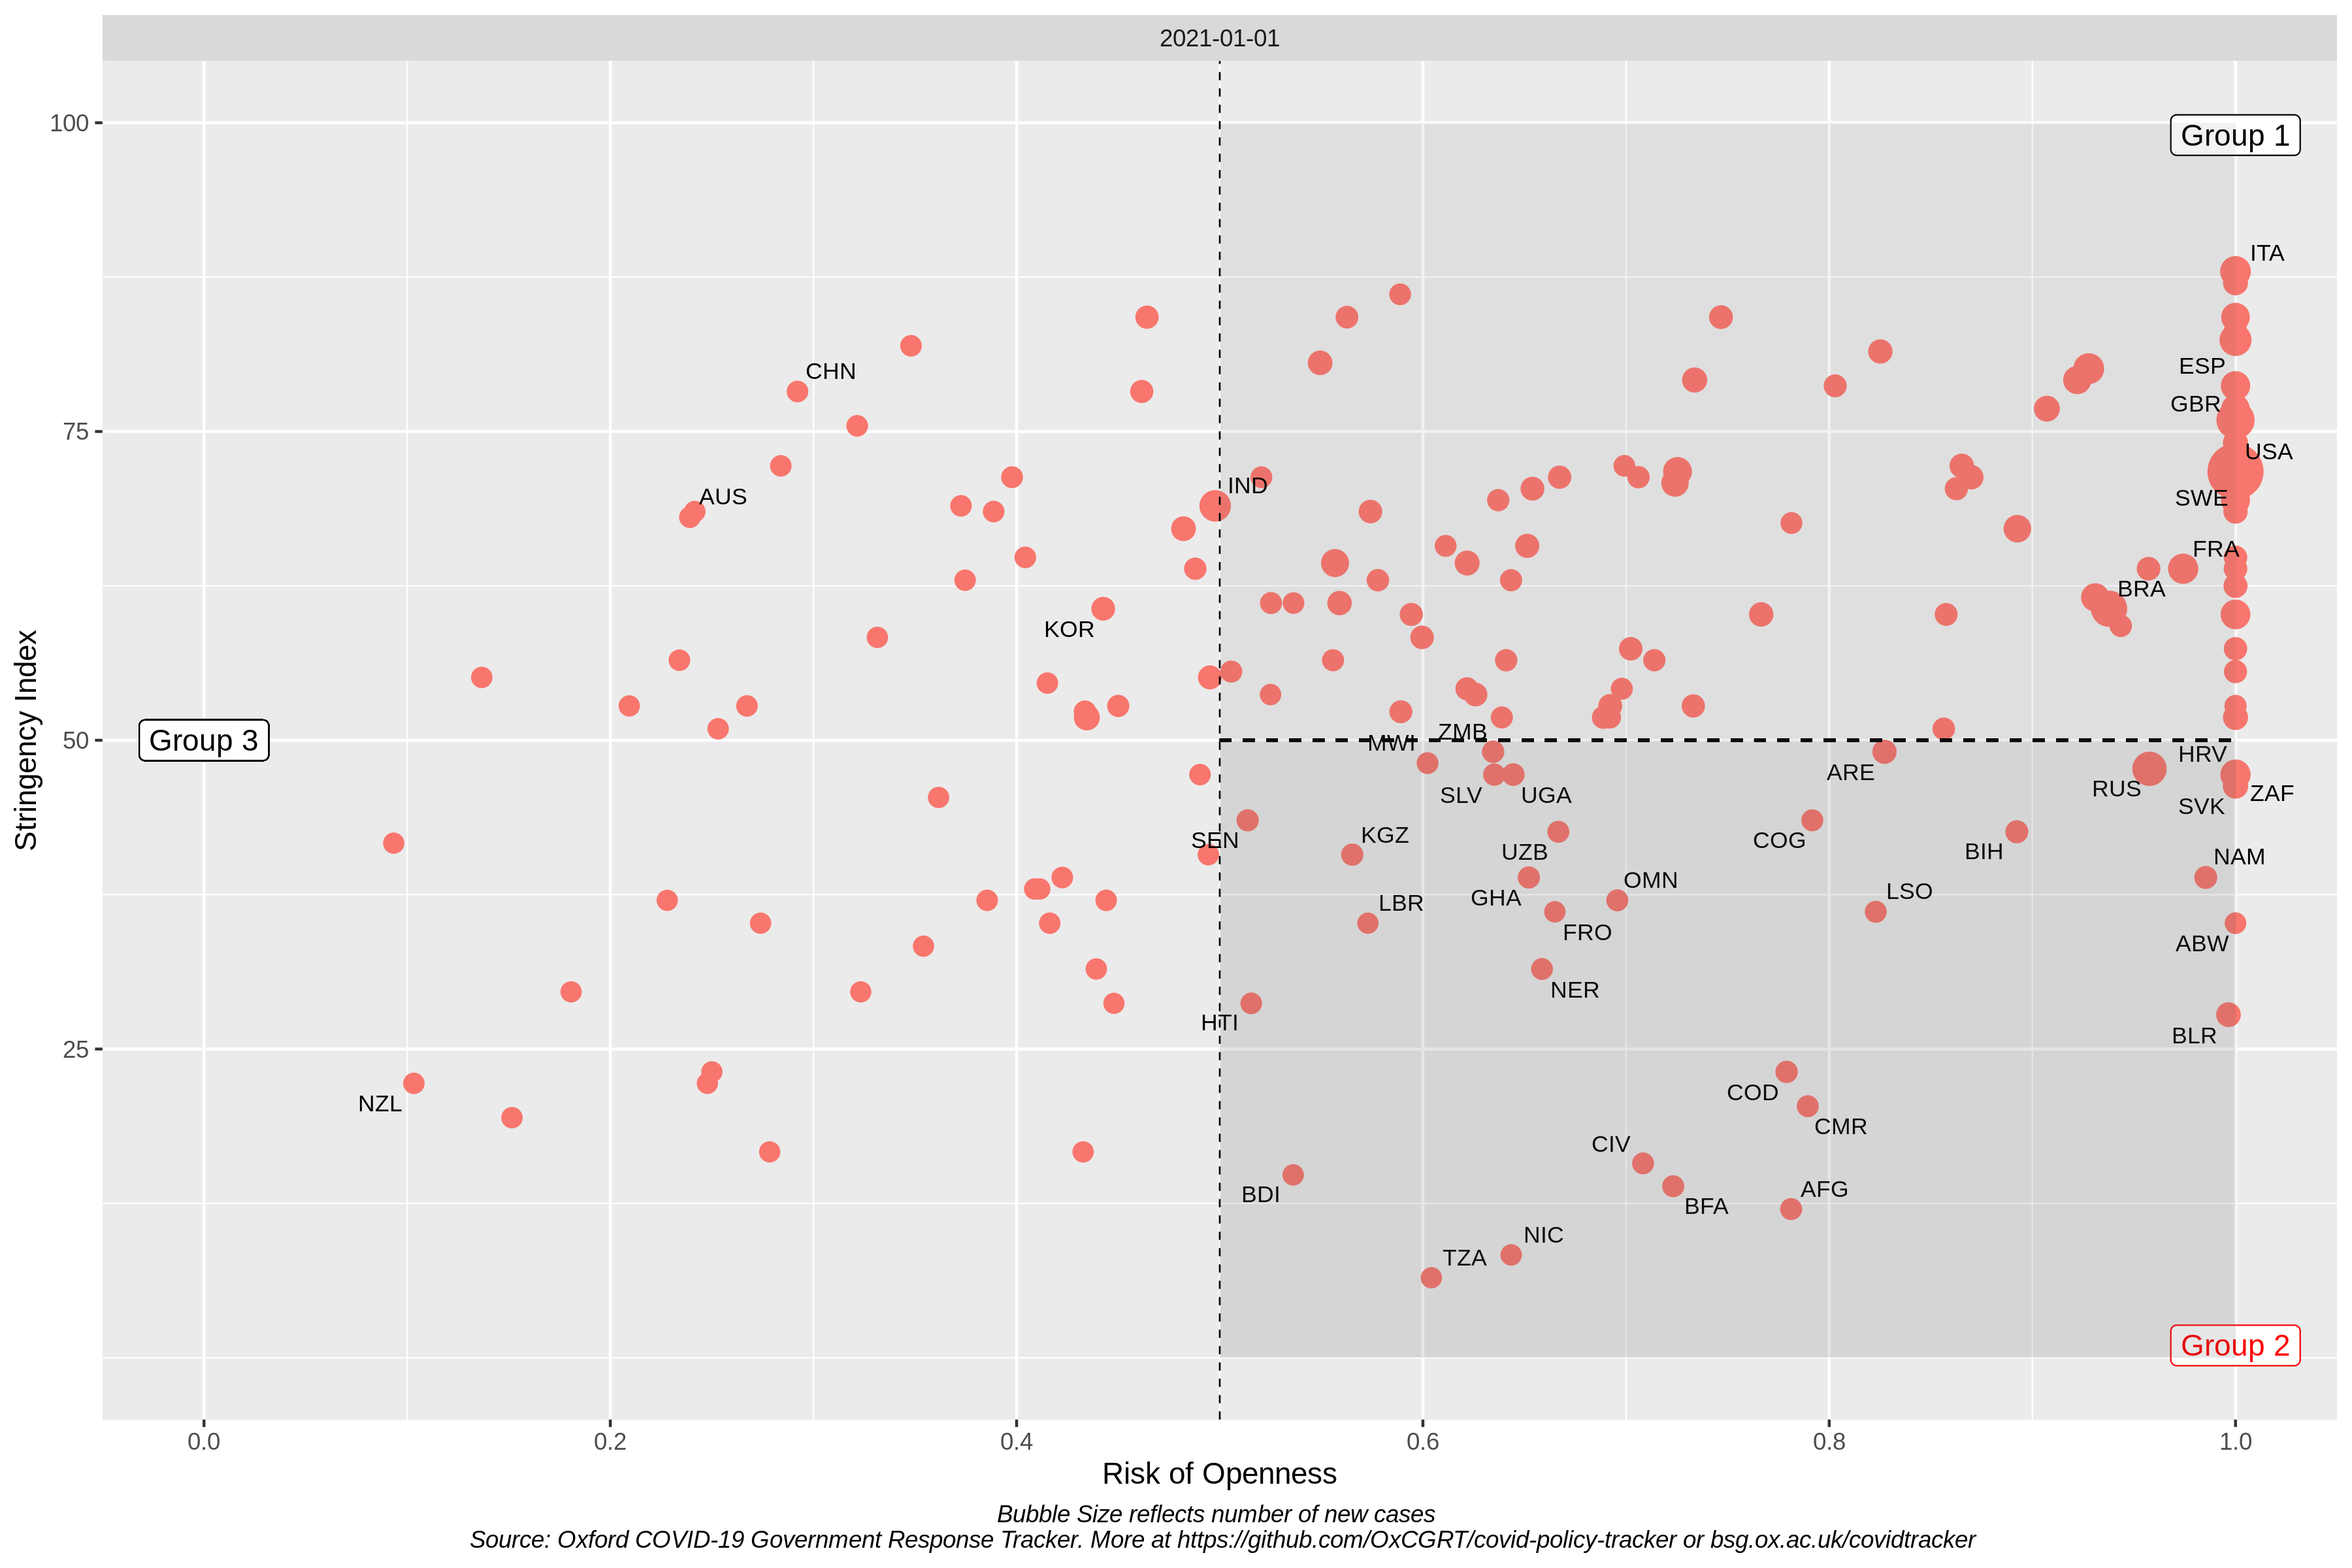 2021-01-01
100
Group 1
ITA
CHN
ESP
GBR
75
USA
AUS
IND
SWE
FRA
BRA
KOR
Stringency Index
Group 3
50
ZMB
MWI
HRV
ARE
RUS
SLV
UGA
ZAF
SVK
SEN
KGZ
UZB
COG
BIH
NAM
OMN
GHA
LBR
LSO
FRO
ABW
NER
HTI
BLR
25
NZL
COD
CMR
CIV
BDI
BFA
AFG
NIC
TZA
Group 2
0.0
0.2
0.4
0.6
0.8
1.0
Risk of Openness
Bubble Size reflects number of new cases
Source: Oxford COVID-19 Government Response Tracker. More at https://github.com/OxCGRT/covid-policy-tracker or bsg.ox.ac.uk/covidtracker